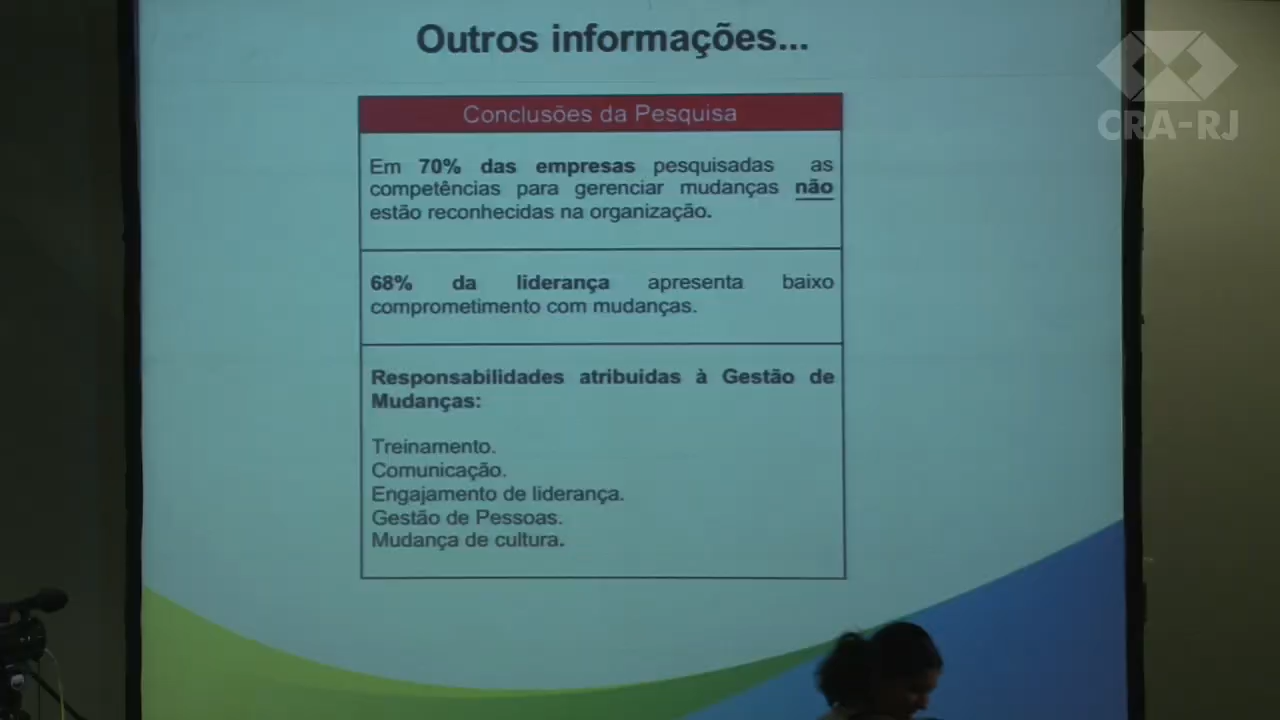 Outros informações...
CRA-RJ
Conclusões da Pesquisa
Em 70% das empresas pesquisadas as
competências para gerenciar mudanças não
estão reconhecidas na organização.
68% da liderança apresenta baixo
comprometimento com mudanças.
Responsabilidades atribuidas à Gestão de
Mudanças:
Treinamento.
Comunicação.
Engajamento de liderança.
Gestão de Pessoas.
Mudança de cultura.